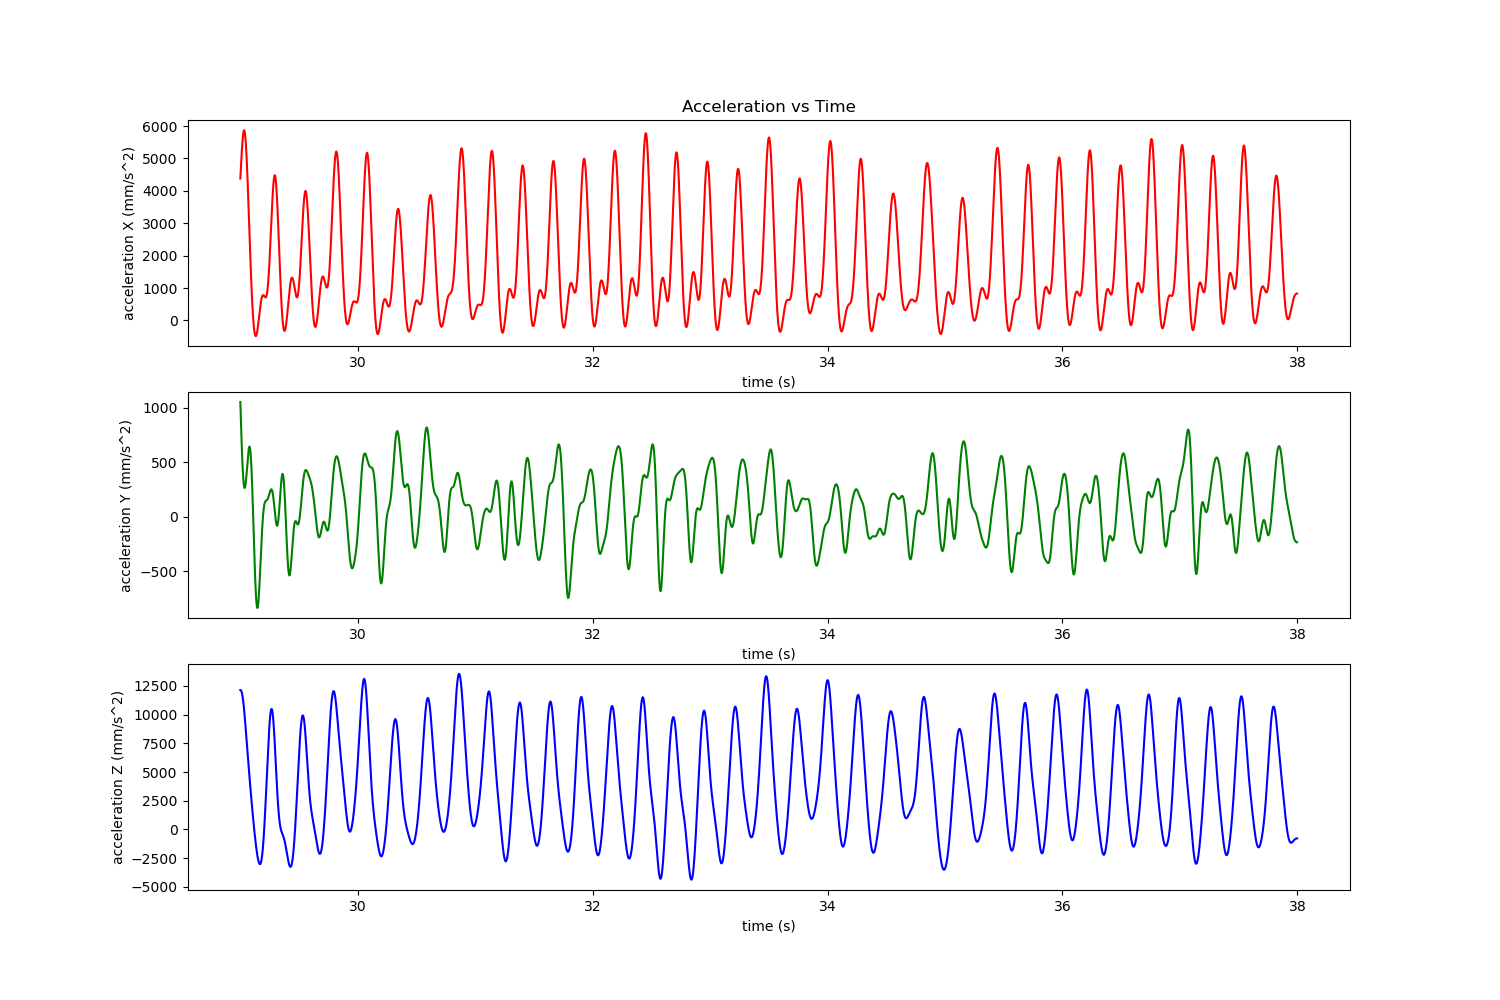 Acceleration vs Time
6000
5000
4000
3000
2000
1000
0
acceleration X (mm/s^2)
30 32 34 36 38
time (s)
1000
500
0
−500
acceleration Y (mm/s^2)
30 32 34 36 38
time (s)
12500
10000
7500
5000
2500
0
−2500
−5000
acceleration Z (mm/s^2)
30 32 34 36 38
time (s)